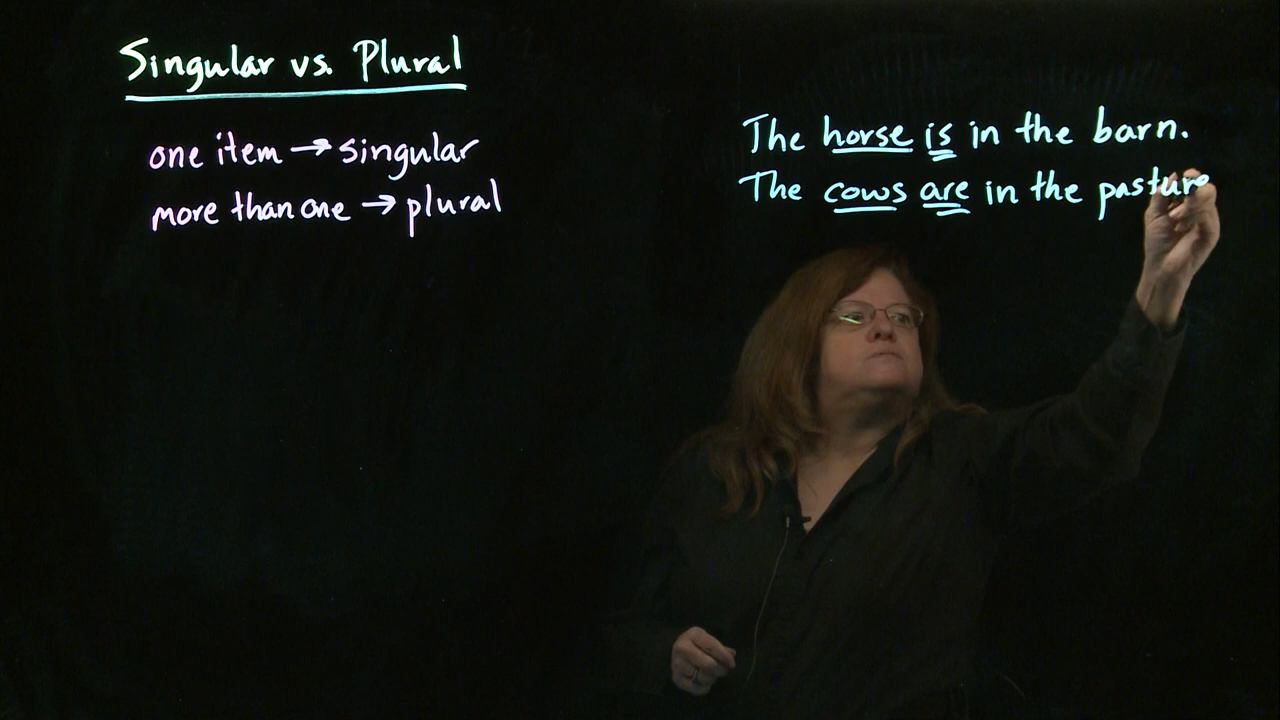 Singular vs. Plural
one item → singular
more than one → plural
The horse is in the barn.
The cows are in the pasture